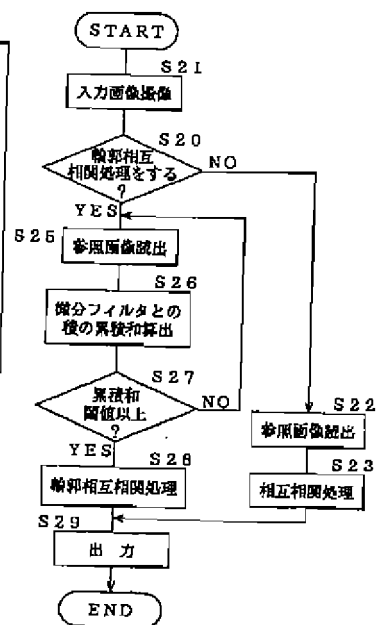 START
S21
入力画像撮像
S20
輪郭相互
相関処理をする
?
NO
YES
S25
参照画像読出
S26
微分フィルタとの
積の累積和算出
S27
累積和
閾値以上
?
NO
YES
S22
参照画像読出
S28
輪郭相互相関処理
S23
相互相関処理
S29
出力
END